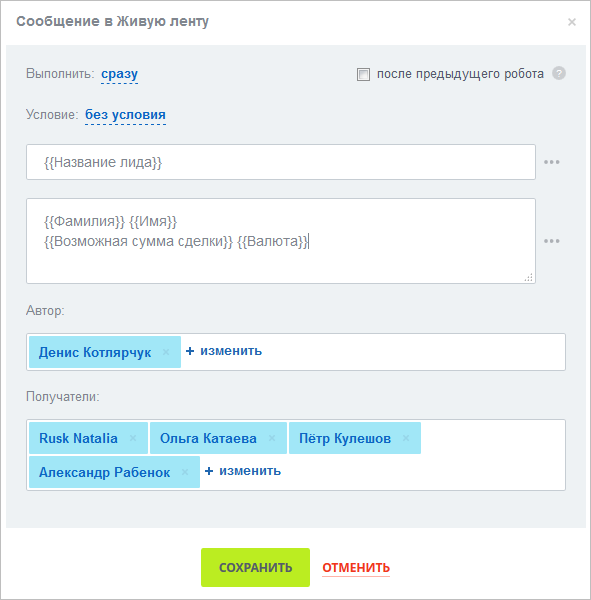 Сообщение в Живую ленту ×
Выполнить: сразу после предыдущего робота ?
Условие: без условия
{{Название лида}} •••
{{Фамилия}} {{Имя}}
{{Возможная сумма сделки}} {{Валюта}} •••
Автор:
Денис Котлярчук × + изменить
Получатели:
Rusk Natalia × Ольга Катаева × Пётр Кулешов ×
Александр Рабенок × + изменить
СОХРАНИТЬ ОТМЕНИТЬ